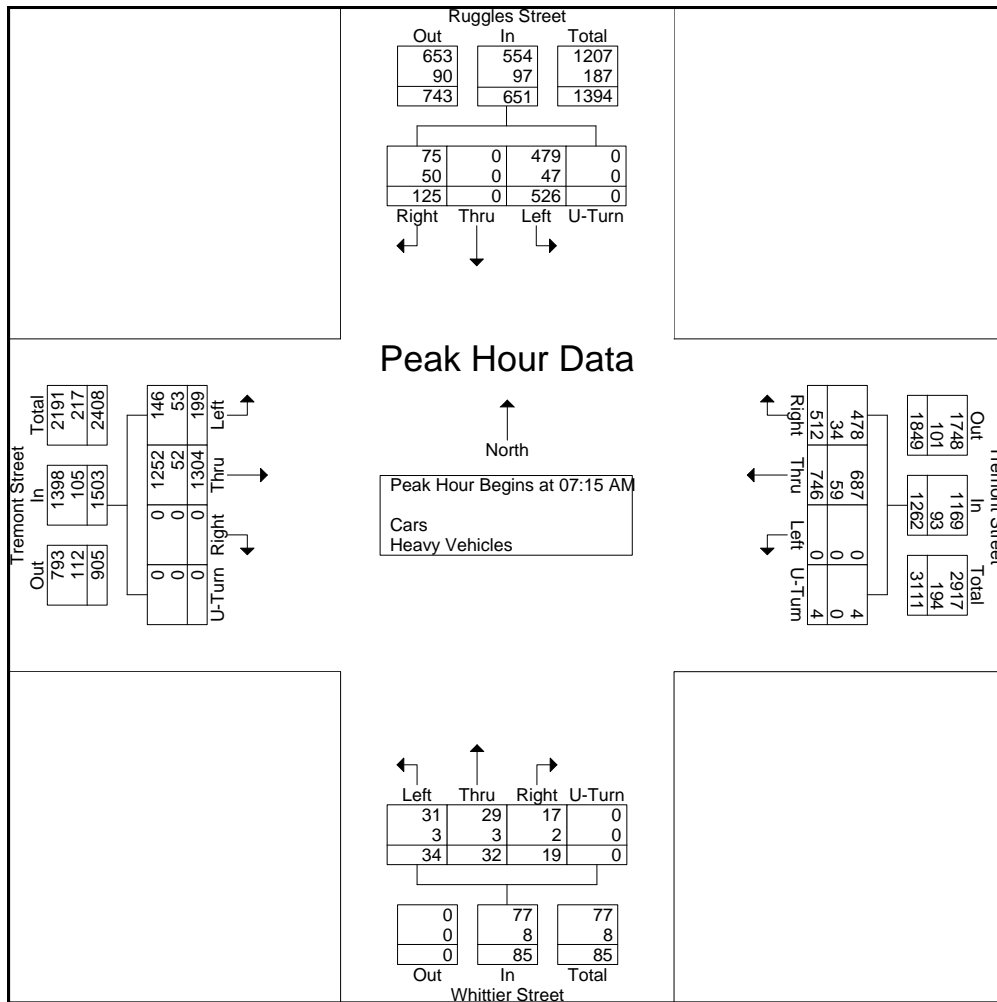 Ruggles Street
Out In Total
653 554 1207
90 97 187
743 651 1394
75 0 479 0
50 0 47 0
125 0 526 0
Right Thru Left U-Turn
Peak Hour Data
North
Peak Hour Begins at 07:15 AM
Cars
Heavy Vehicles
Tremont Street
Total In Out
2191 1398 793
217 105 112
2408 1503 905
146 1252 0 0
53 52 0 0
199 1304 0 0
Left Thru Right U-Turn
Tremont Street
Out In Total
1748 1169 2917
101 93 194
1849 1262 3111
478 687 0 4
34 59 0 0
512 746 0 4
Right Thru Left U-Turn
Left Thru Right U-Turn
31 29 17 0
3 3 2 0
34 32 19 0
0 77 77
0 8 8
0 85 85
Out In Total
Whittier Street